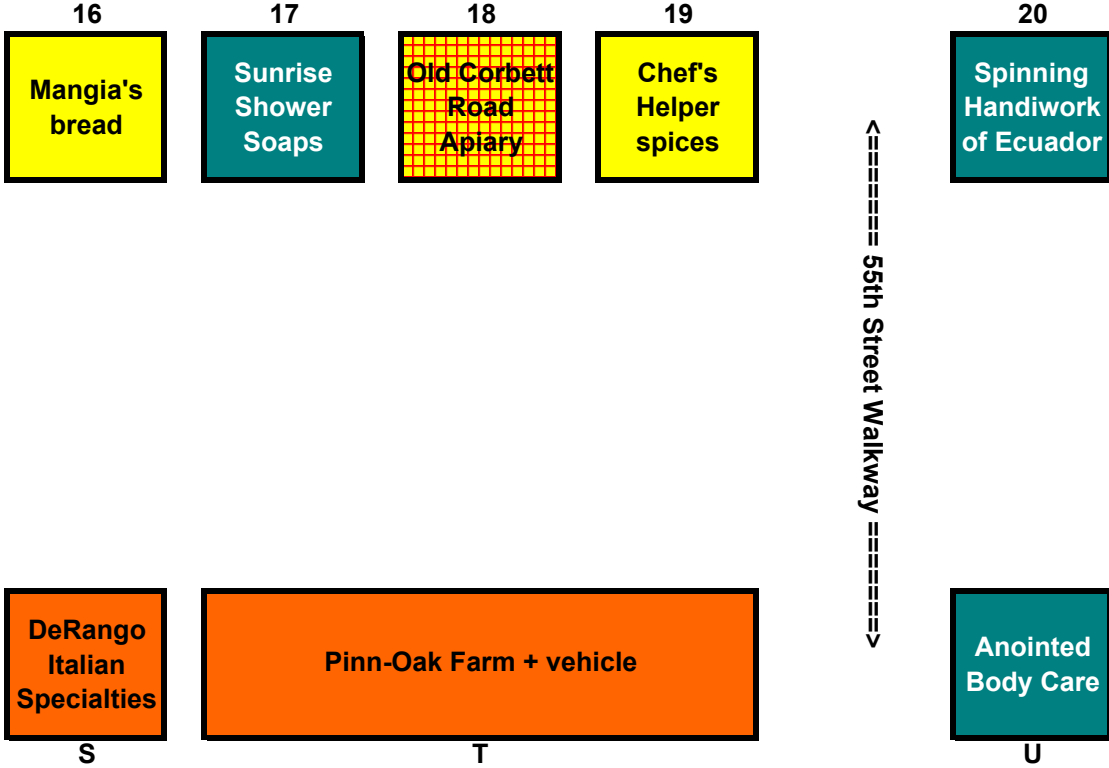 16
17
18
19
20
Mangia's
bread
Sunrise
Shower
Soaps
Old Corbett
Road
Apiary
Chef's
Helper
spices
Spinning
Handiwork
of Ecuador
<======== 55th Street Walkway ========>
DeRango
Italian
Specialties
Pinn-Oak Farm + vehicle
Anointed
Body Care
S
T
U